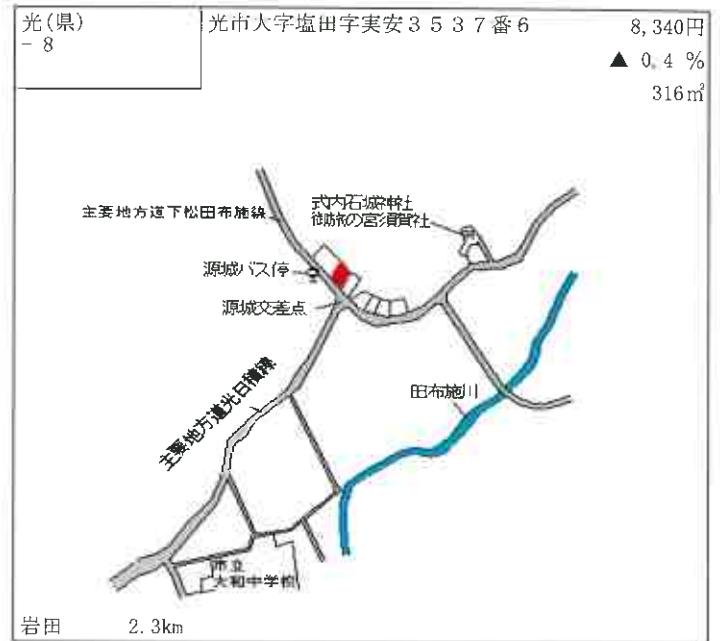 光(県)
- 8
光市大字塩田字実安3537番6
8,340円
▲ 0.4 %
316㎡
主要地方道下松田布施線
式内石城神社
御旅の宮須賀社
源城バス停
源城交差点
田布施川
主要地方道光日積線
市立
大和中学校
岩田 2.3km